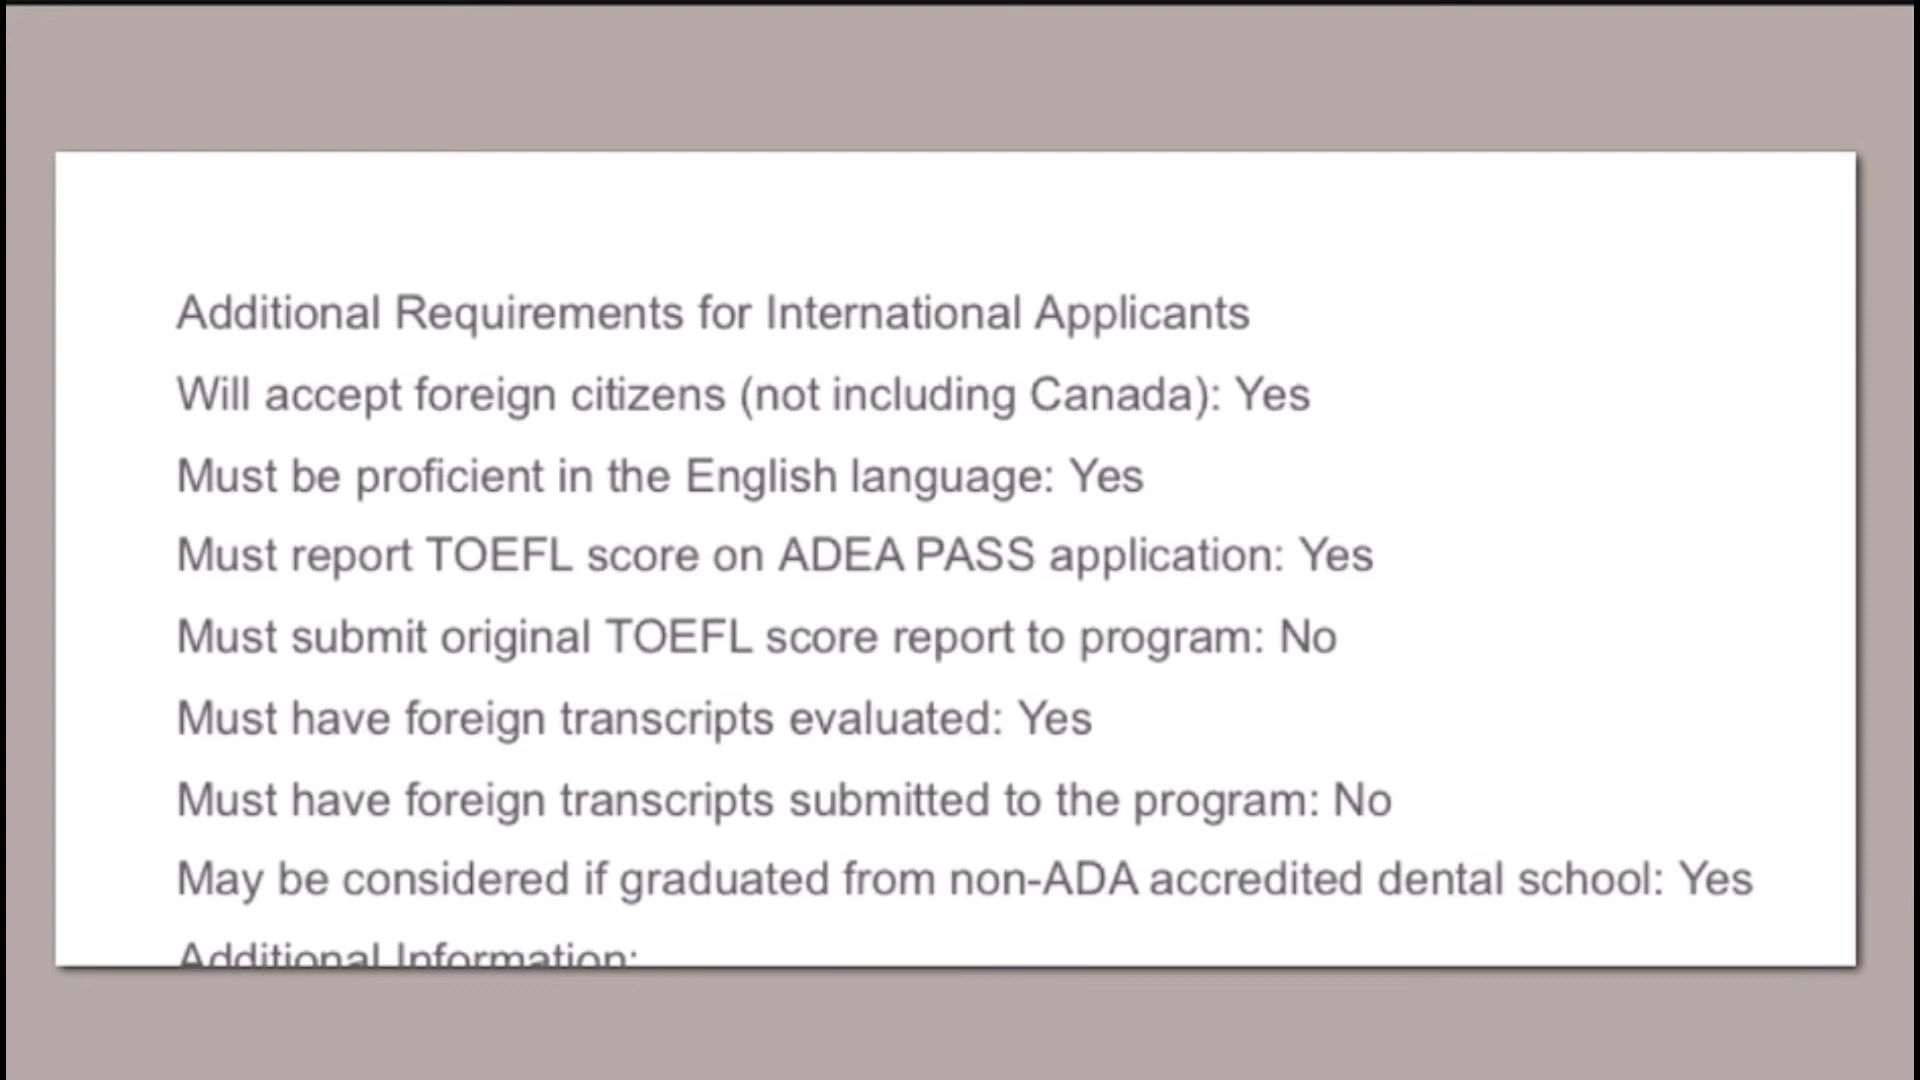 Additional Requirements for International Applicants
Will accept foreign citizens (not including Canada): Yes
Must be proficient in the English language: Yes
Must report TOEFL score on ADEA PASS application: Yes
Must submit original TOEFL score report to program: No
Must have foreign transcripts evaluated: Yes
Must have foreign transcripts submitted to the program: No
May be considered if graduated from non-ADA accredited dental school: Yes
Additional Information: